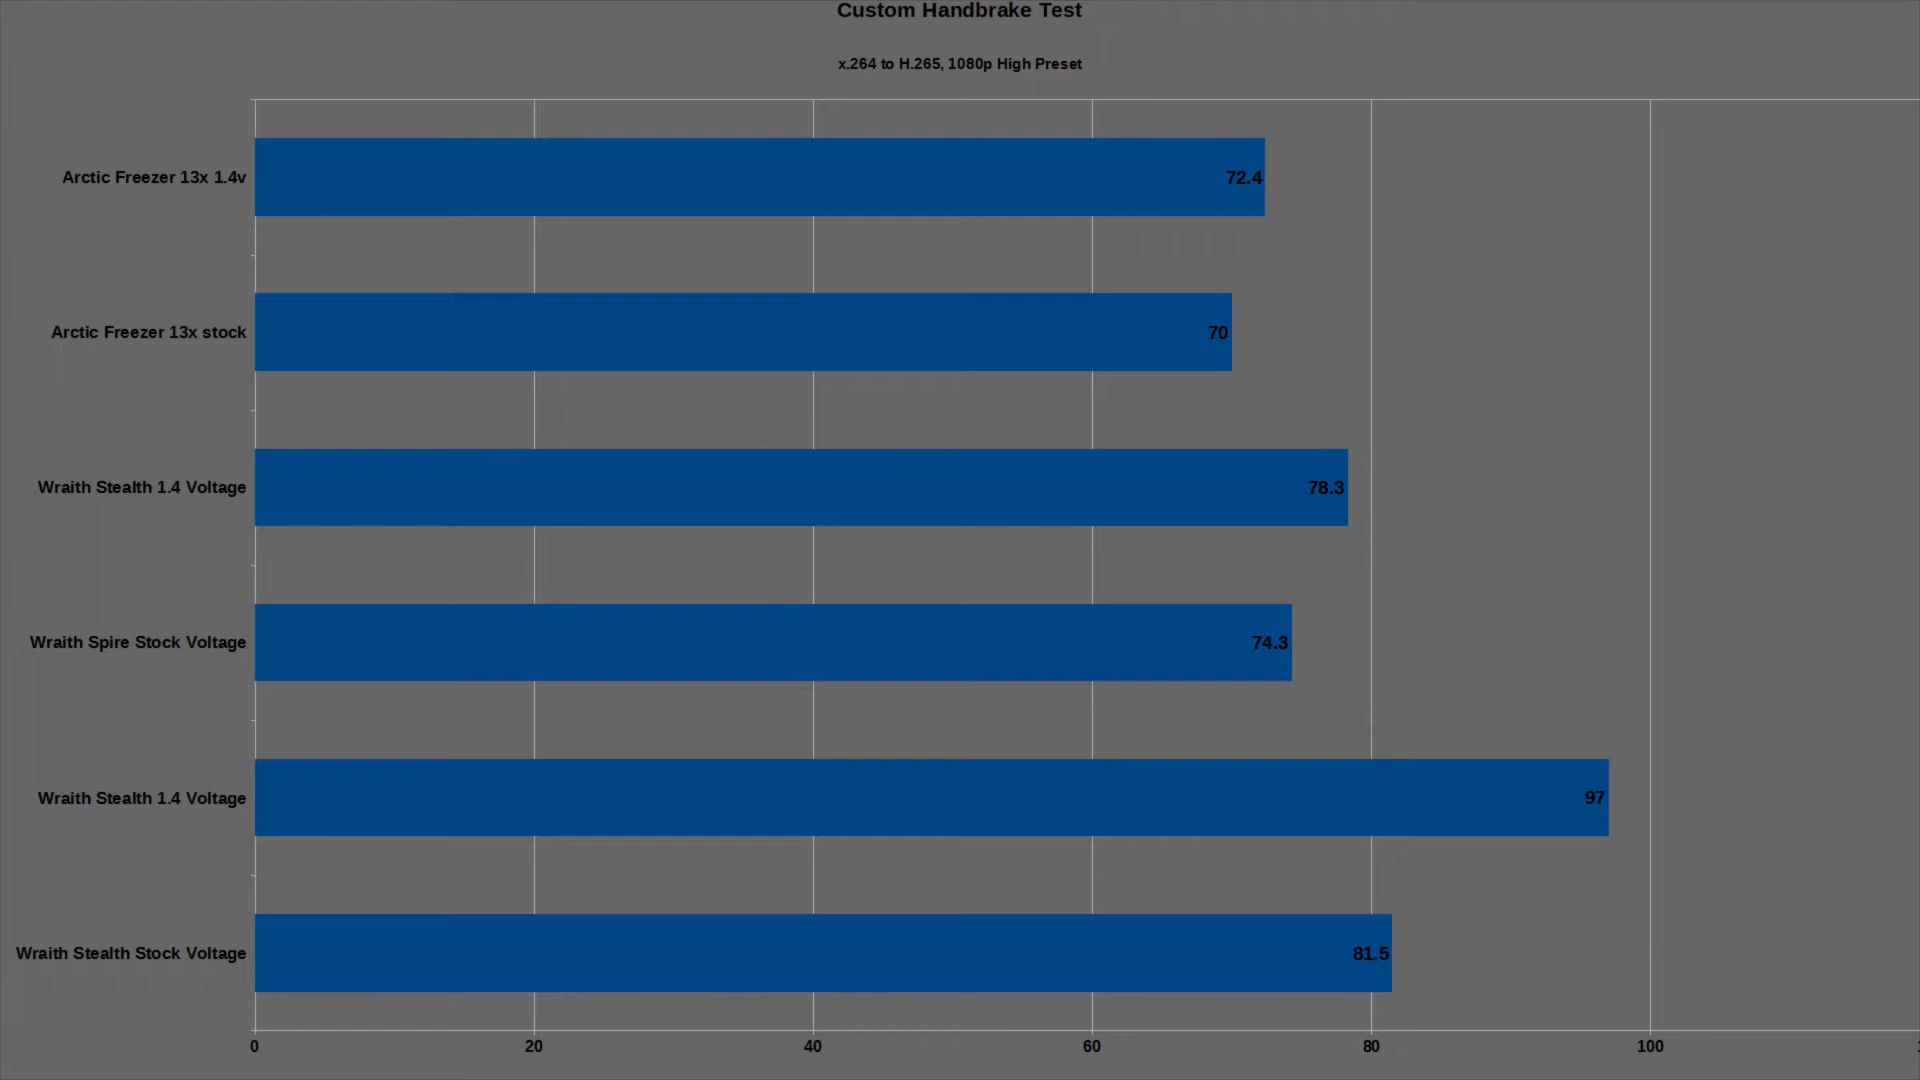 Custom Handbrake Test
x.264 to H.265, 1080p High Preset
Arctic Freezer 13x 1.4v
72.4
Arctic Freezer 13x stock
70
Wraith Stealth 1.4 Voltage
78.3
Wraith Spire Stock Voltage
74.3
Wraith Stealth 1.4 Voltage
97
Wraith Stealth Stock Voltage
81.5
0 20 40 60 80 100